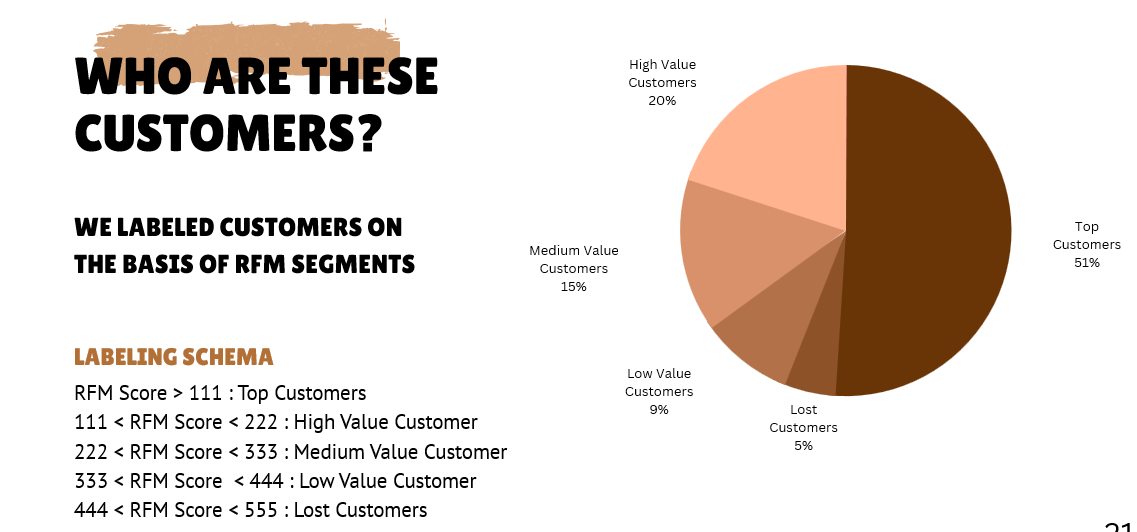 WHO ARE THESE
CUSTOMERS?
WE LABELED CUSTOMERS ON
THE BASIS OF RFM SEGMENTS
LABELING SCHEMA
RFM Score > 111 : Top Customers
111 < RFM Score < 222 : High Value Customer
222 < RFM Score < 333 : Medium Value Customer
333 < RFM Score  < 444 : Low Value Customer
444 < RFM Score < 555 : Lost Customers
High Value
Customers
20%
Top
Customers
51%
Medium Value
Customers
15%
Low Value
Customers
9%
Lost
Customers
5%